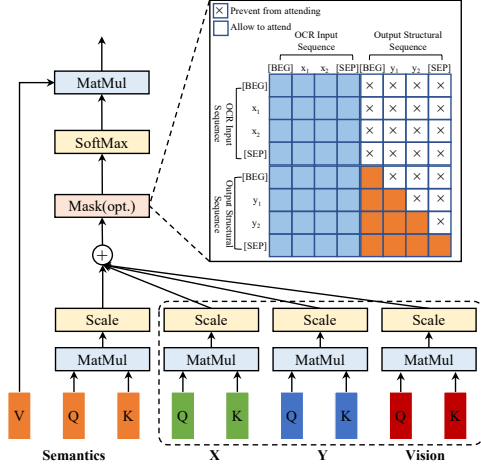 × Prevent from attending
Allow to attend
OCR Input
Sequence
Output Structural
Sequence
[BEG] x₁ x₂ [SEP] [BEG] y₁ y₂ [SEP]
OCR Input
Sequence
[BEG] × × × ×
x₁ × × × ×
x₂ × × × ×
[SEP] × × × ×
Output Structural
Sequence
[BEG] × × ×
y₁ × ×
y₂ ×
[SEP]
MatMul
SoftMax
Mask(opt.)
+
Scale Scale Scale Scale
MatMul MatMul MatMul MatMul
V Q K Q K Q K Q K
Semantics X Y Vision